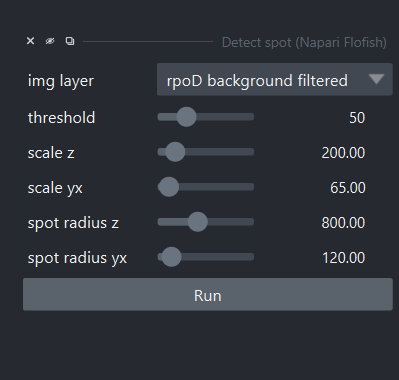 Detect spot (Napari Flofish)
img layer rpoD background filtered
threshold 50
scale z 200.00
scale yx 65.00
spot radius z 800.00
spot radius yx 120.00
Run